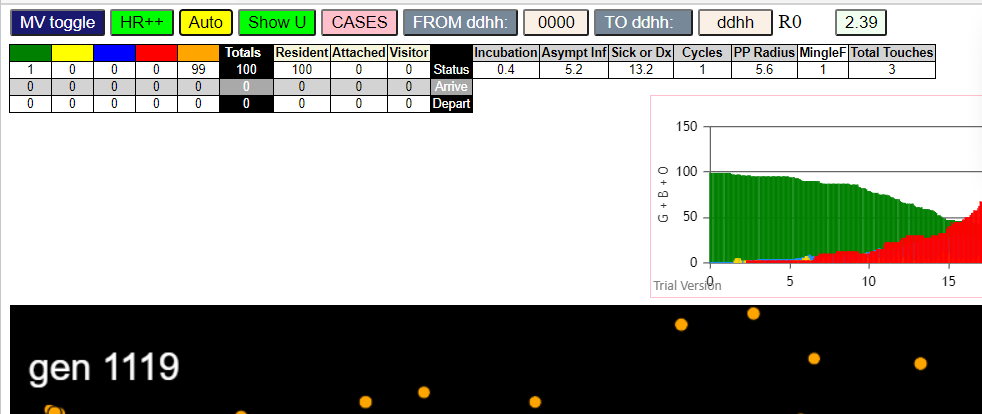 MV toggle HR++ Auto Show U CASES FROM ddhh: 0000 TO ddhh: ddhh R0 2.39
Totals Resident Attached Visitor Incubation Asympt Inf Sick or Dx Cycles PP Radius MingleF Total Touches
1 0 0 0 99 100 100 0 0 Status 0.4 5.2 13.2 1 5.6 1 3
0 0 0 0 0 0 0 0 0 Arrive
0 0 0 0 0 0 0 0 0 Depart
150
100
50
0
G + B + O
0 5 10 15
Trial Version
gen 1119